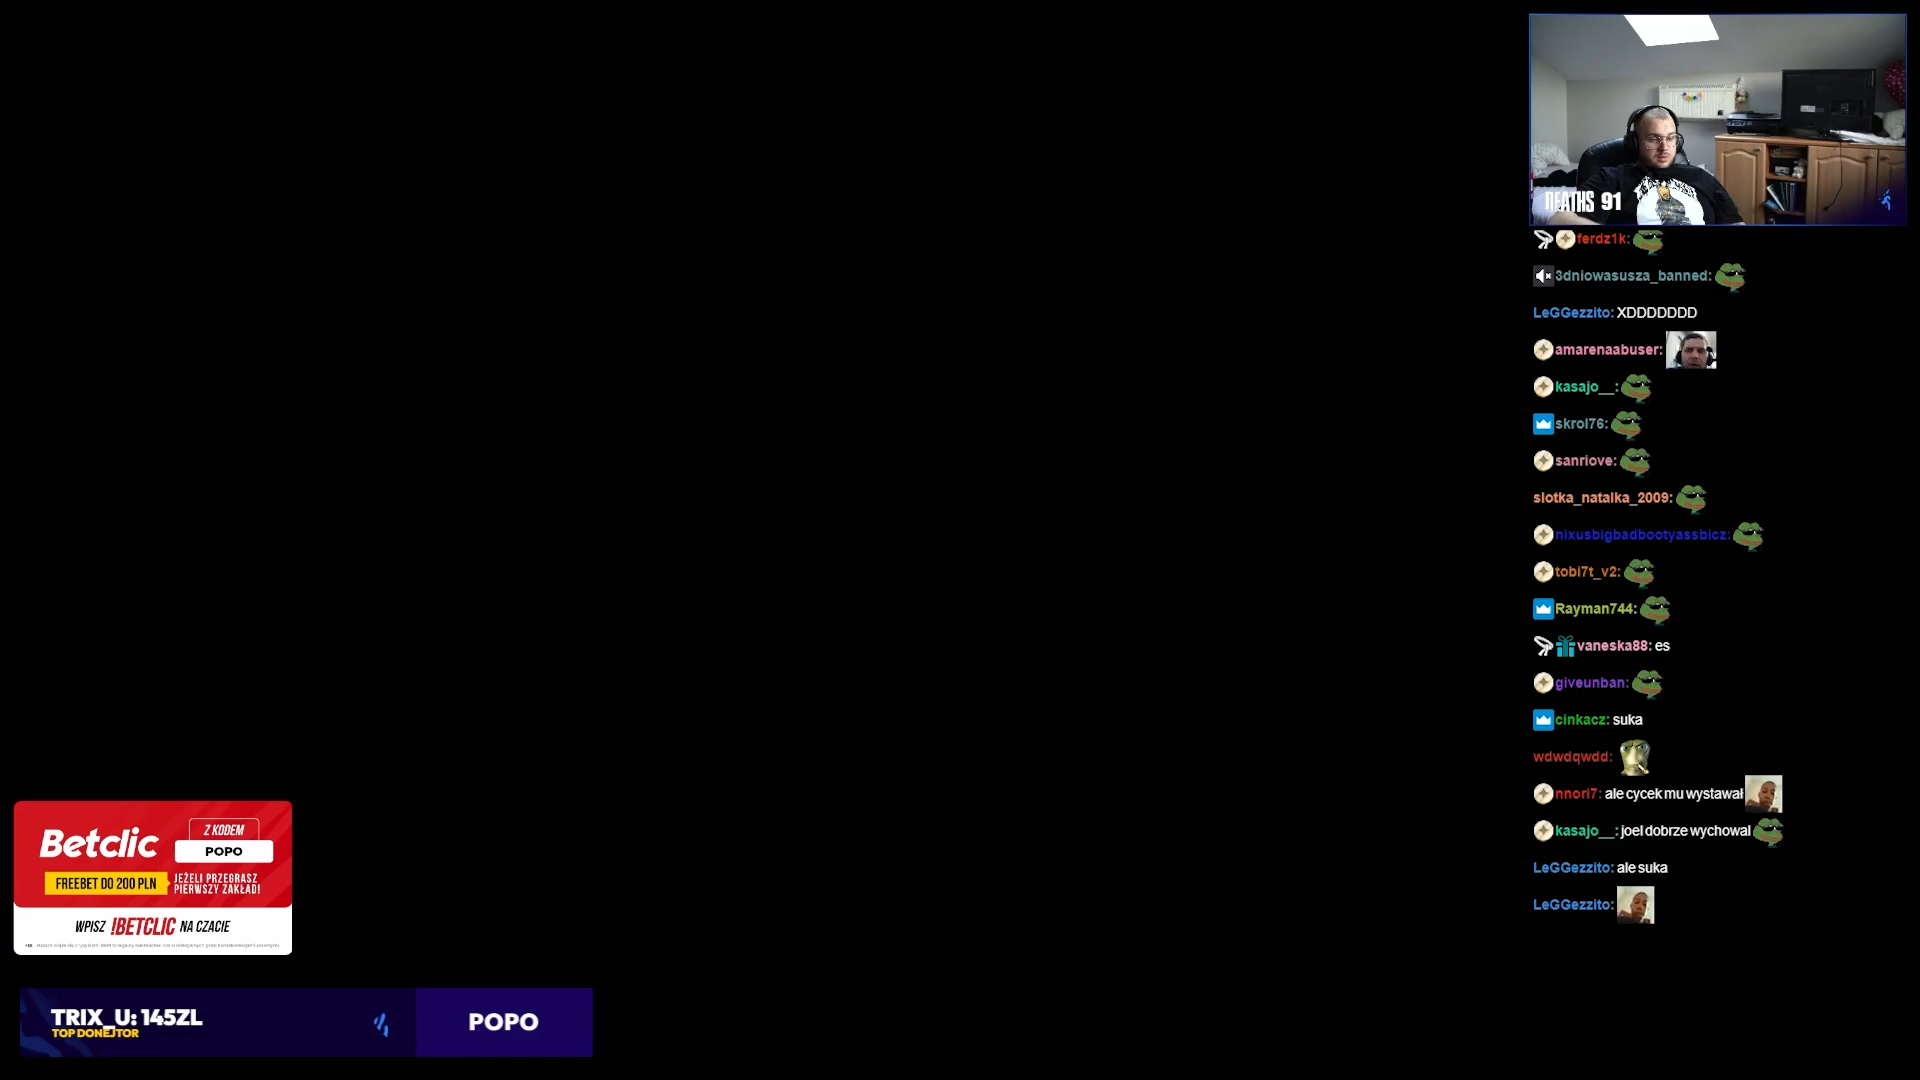 DEATHS 91
ferdz1k:
3dniowasusza_banned:
LeGGezzito: XDDDDDDD
amarenaabuser:
kasajo__:
skrol76:
sanriove:
slotka_natalka_2009:
nixusbigbadbootyassbicz:
tobi7t_v2:
Rayman744:
vaneska88: es
giveunban:
cinkacz: suka
wdwdqwdd:
nnori7: ale cycek mu wystawał
kasajo__: joel dobrze wychowal
LeGGezzito: ale suka
LeGGezzito:
Betclic
Z KODEM
POPO
FREEBET DO 200 PLN
JEŻELI PRZEGRASZ
PIERWSZY ZAKŁAD!
WPISZ !BETCLIC NA CZACIE
TRIX_U: 145ZL
TOP DONEJTOR
POPO